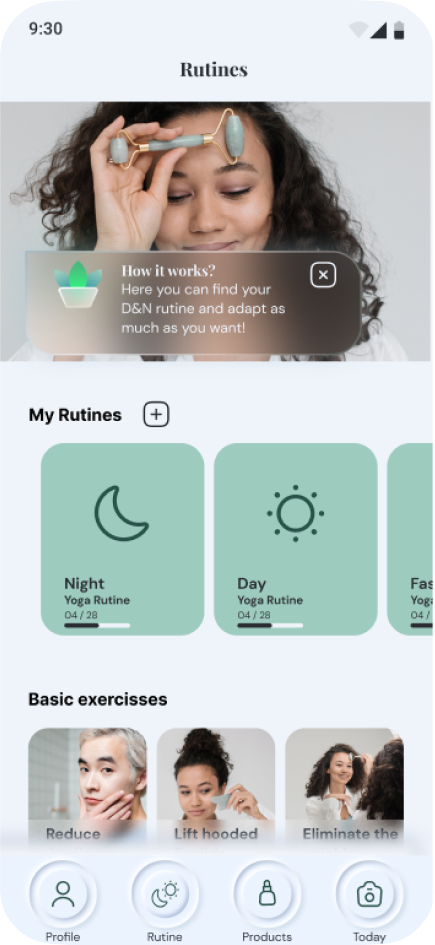 9:30
Rutines
How it works?
Here you can find your
D&N rutine and adapt as
much as you want!
My Rutines
Night
Yoga Rutine
04 / 28
Day
Yoga Rutine
04 / 28
Fas
Yoga
04 /
Basic exercisses
Reduce
Lift hooded
Eliminate the
Profile
Rutine
Products
Today